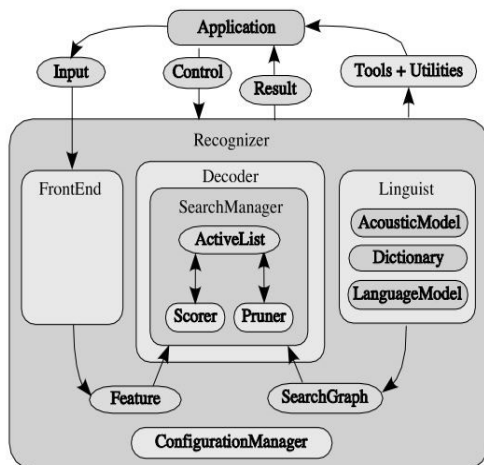 Application
Input
Control
Result
Tools + Utilities
Recognizer
FrontEnd
Decoder
SearchManager
ActiveList
Scorer
Pruner
Linguist
AcousticModel
Dictionary
LanguageModel
Feature
SearchGraph
ConfigurationManager